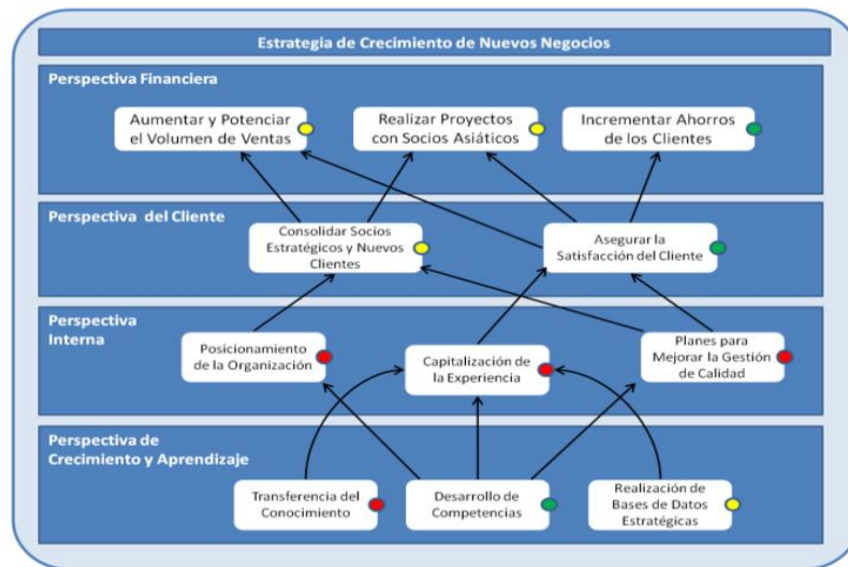 Estrategia de Crecimiento de Nuevos Negocios
Perspectiva Financiera
Aumentar y Potenciar
el Volumen de Ventas
Realizar Proyectos
con Socios Asiáticos
Incrementar Ahorros
de los Clientes
Perspectiva del Cliente
Consolidar Socios
Estratégicos y Nuevos
Clientes
Asegurar la
Satisfacción del Cliente
Perspectiva
Interna
Posicionamiento
de la Organización
Capitalización de
la Experiencia
Planes para
Mejorar la Gestión
de Calidad
Perspectiva de
Crecimiento y Aprendizaje
Transferencia del
Conocimiento
Desarrollo de
Competencias
Realización de
Bases de Datos
Estratégicas